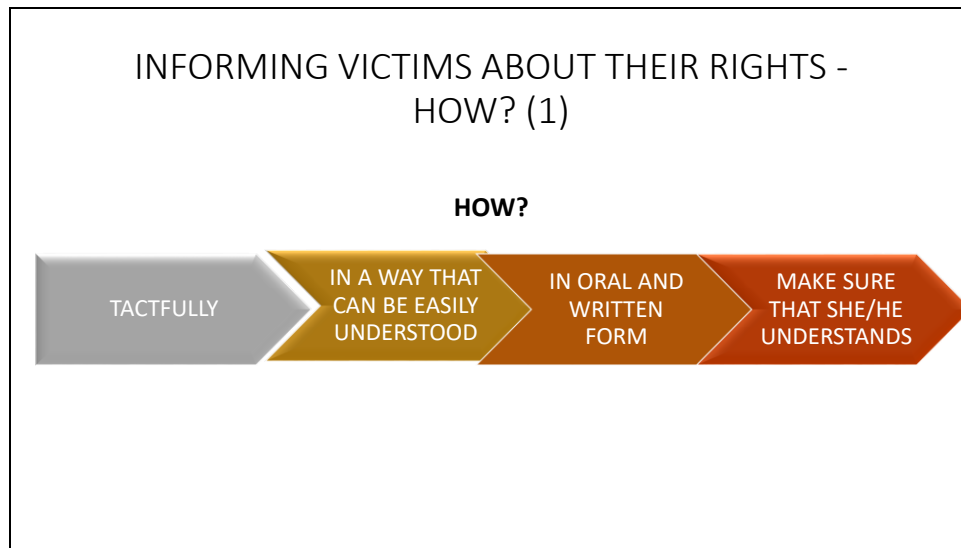 INFORMING VICTIMS ABOUT THEIR RIGHTS -
HOW? (1)
HOW?
TACTFULLY
IN A WAY THAT
CAN BE EASILY
UNDERSTOOD
IN ORAL AND
WRITTEN
FORM
MAKE SURE
THAT SHE/HE
UNDERSTANDS